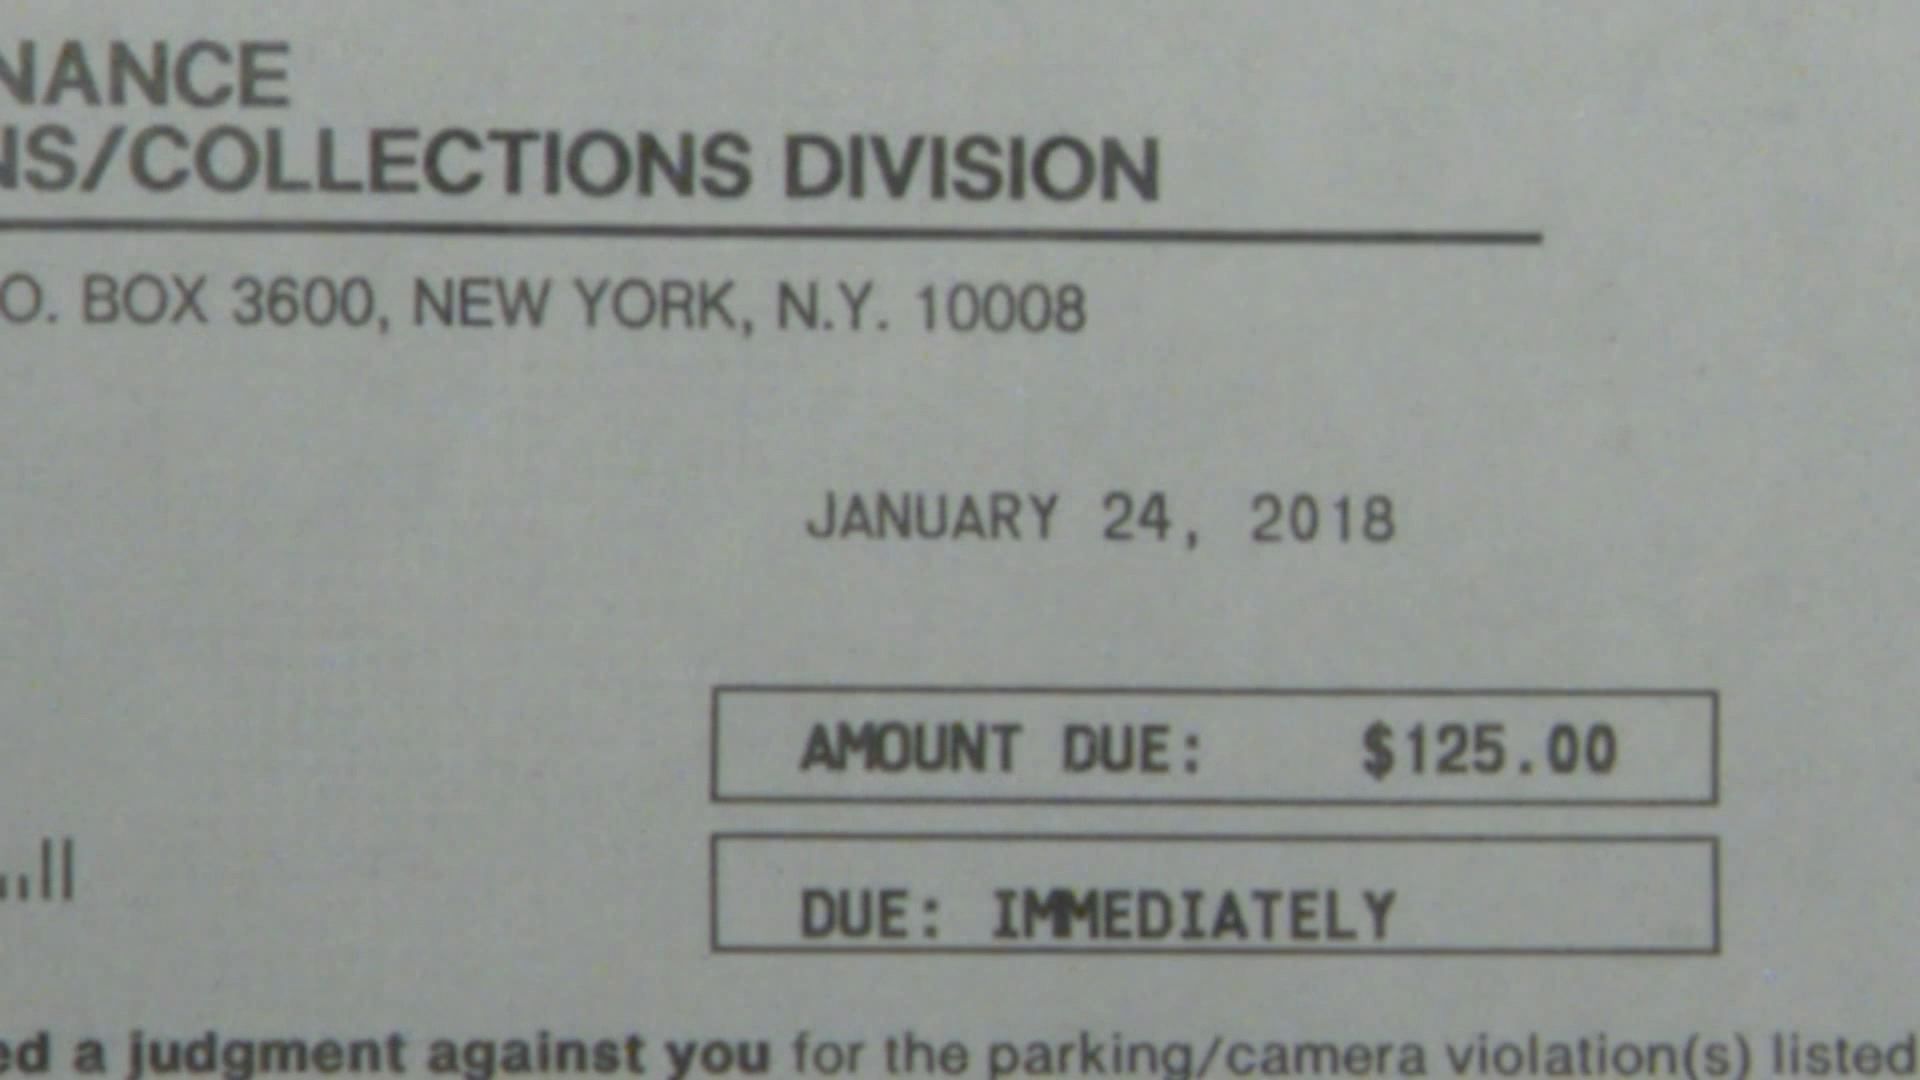 NANCE
NS/COLLECTIONS DIVISION
O. BOX 3600, NEW YORK, N.Y. 10008
JANUARY 24, 2018
AMOUNT DUE: $125.00
DUE: IMMEDIATELY
ed a judgment against you for the parking/camera violation(s) listed